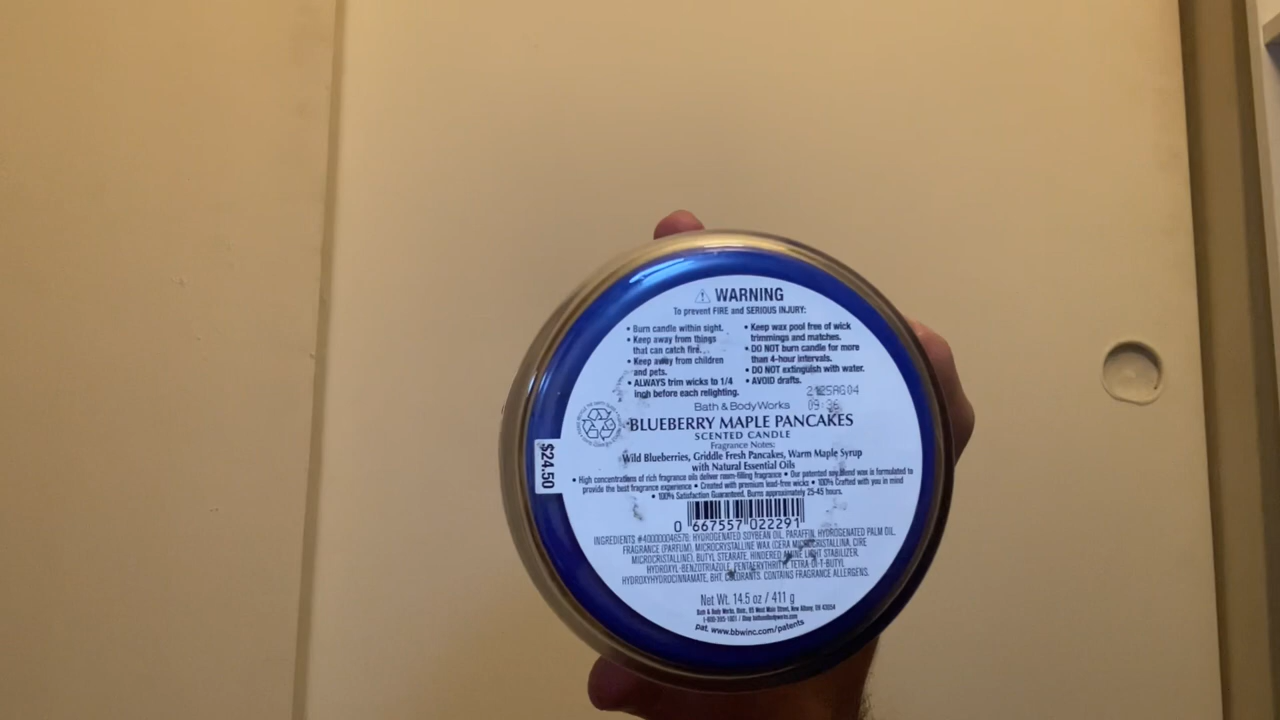 WARNING
To prevent FIRE and SERIOUS INJURY:
• Burn candle within sight.
• Keep away from things
that can catch fire.
• Keep away from children
and pets.
• ALWAYS trim wicks to 1/4
inch before each relighting.
• Keep wax pool free of wick
trimmings and matches.
• DO NOT burn candle for more
than 4-hour intervals.
• DO NOT extinguish with water.
• AVOID drafts.
09:36
Bath & Body Works
BLUEBERRY MAPLE PANCAKES
SCENTED CANDLE
Fragrance Notes:
Wild Blueberries, Griddle Fresh Pancakes, Warm Maple Syrup
with Natural Essential Oils
• High concentrations of rich fragrance oils deliver room-filling fragrance • Our patented soy blend wax is formulated to
provide the best fragrance experience • Created with premium lead-free wicks • 100% Crafted with you in mind
• 100% Satisfaction Guaranteed. Burns approximately 25-45 hours.
$24.50
0 667557 022291
INGREDIENTS #400000046578: HYDROGENATED SOYBEAN OIL, PARAFFIN, HYDROGENATED PALM OIL,
FRAGRANCE (PARFUM), MICROCRYSTALLINE WAX (CERA MICROCRISTALLINA, CIRE
MICROCRISTALLINE), BUTYL STEARATE, HINDERED AMINE LIGHT STABILIZER,
HYDROXYL-BENZOTRIAZOLE, PENTAERYTHRITYL TETRA-DI-T-BUTYL
HYDROXYHYDROCINNAMATE, BHT, COLORANTS. CONTAINS FRAGRANCE ALLERGENS.
Net Wt. 14.5 oz / 411 g
Bath & Body Works, Distr., 95 West Main Street, New Albany, OH 43054
1-800-395-1001 / Shop bathandbodyworks.com
pat. www.bbwinc.com/patents